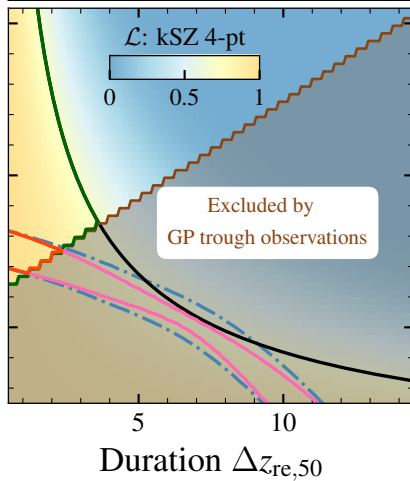 ℒ: kSZ 4-pt
0 0.5 1
Excluded by
GP trough observations
5 10
Duration Δz_re,50